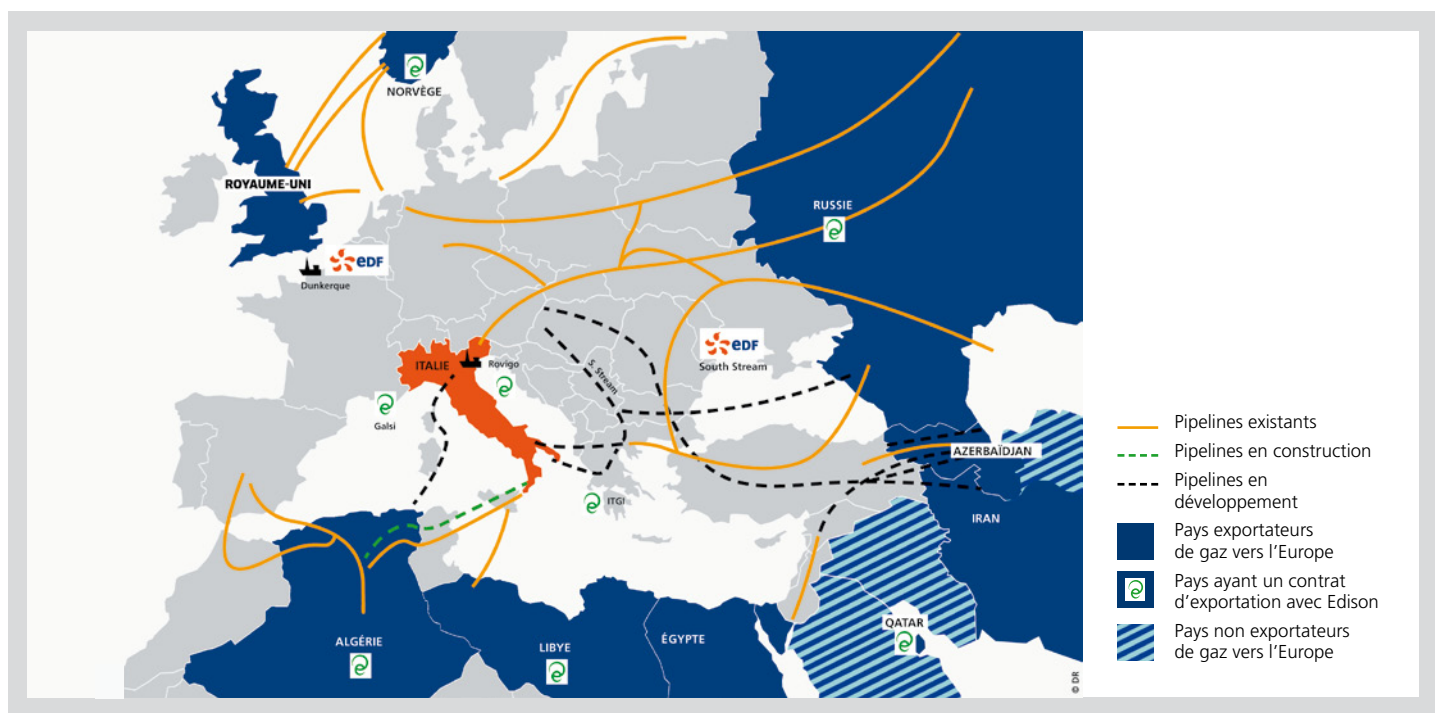 NORVÈGE
ROYAUME-UNI
RUSSIE
eDF
Dunkerque
eDF
South Stream
ITALIE
Rovigo
S. Stream
Galsi
AZERBAÏDJAN
ITGI
IRAN
ALGÉRIE
LIBYE
ÉGYPTE
QATAR
© DR
Pipelines existants
Pipelines en construction
Pipelines en
développement
Pays exportateurs
de gaz vers l'Europe
Pays ayant un contrat
d'exportation avec Edison
Pays non exportateurs
de gaz vers l'Europe